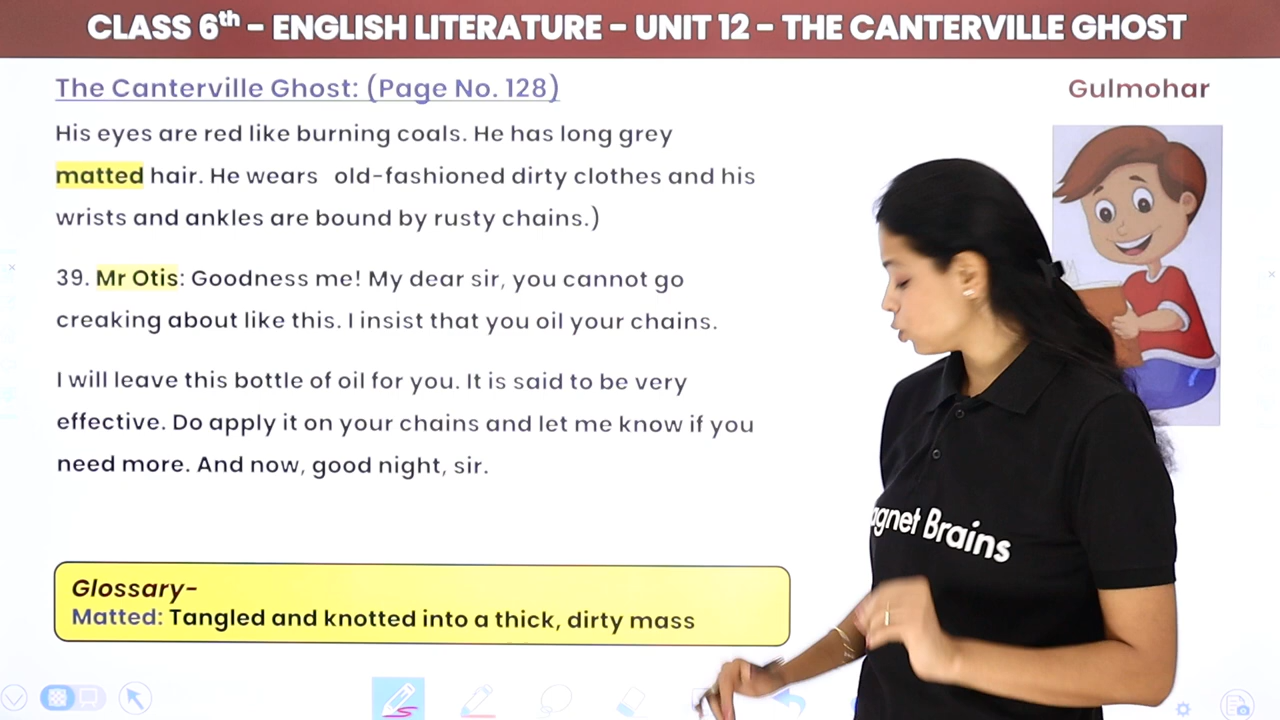 CLASS 6th - ENGLISH LITERATURE - UNIT 12 - THE CANTERVILLE GHOST
The Canterville Ghost: (Page No. 128)
Gulmohar
His eyes are red like burning coals. He has long grey
matted hair. He wears old-fashioned dirty clothes and his
wrists and ankles are bound by rusty chains.)
39. Mr Otis: Goodness me! My dear sir, you cannot go
creaking about like this. I insist that you oil your chains.
I will leave this bottle of oil for you. It is said to be very
effective. Do apply it on your chains and let me know if you
need more. And now, good night, sir.
Glossary-
Matted: Tangled and knotted into a thick, dirty mass
agnet Brains